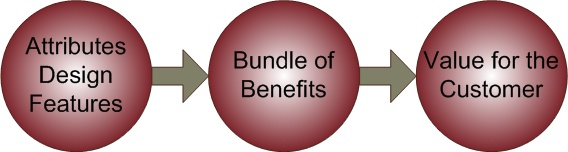 Attributes
Design
Features
Bundle of
Benefits
Value for the
Customer